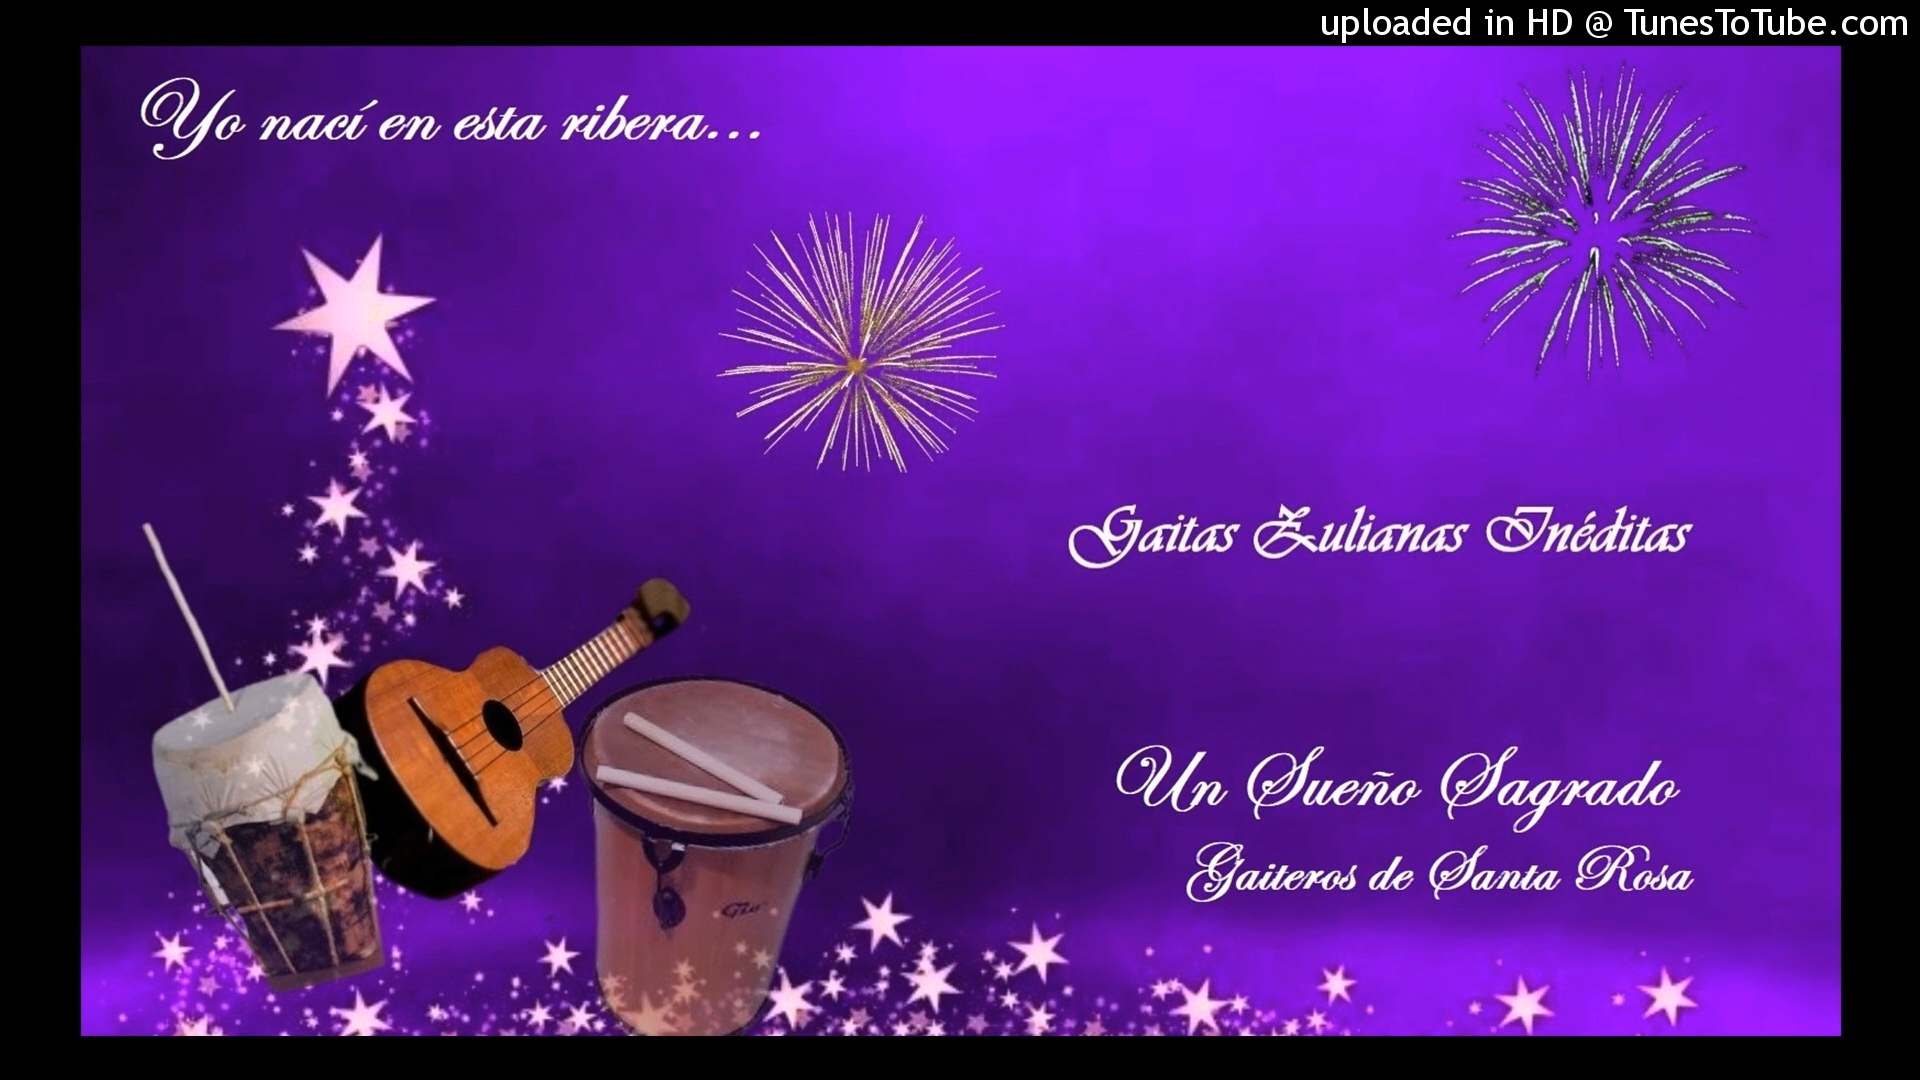 uploaded in HD @ TunesToTube.com
Yo nací en esta ribera...
Gaitas Zulianas Inéditas
Un Sueño Sagrado
Gaiteros de Santa Rosa